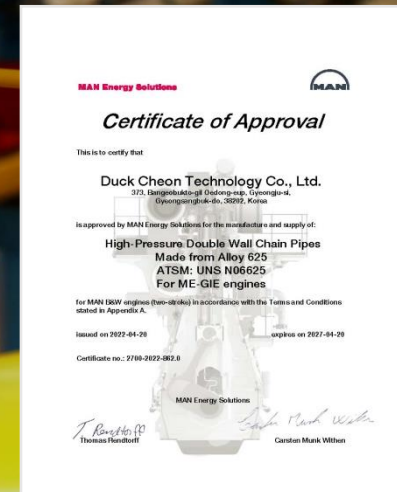 MAN Energy Solutions
MAN
Certificate of Approval
This is to certify that
Duck Cheon Technology Co., Ltd.
373, Bangeobukto-gil Oedong-eup, Gyeongju-si,
Gyeongsangbuk-do, 38202, Korea
is approved by MAN Energy Solutions for the manufacture and supply of:
High-Pressure Double Wall Chain Pipes
Made from Alloy 625
ATSM: UNS N06625
For ME-GIE engines
for MAN B&W engines (two-stroke) in accordance with the Terms and Conditions
stated in Appendix A.
issued on 2022-04-20 expires on 2027-04-20
Certificate no.: 2700-2022-862.0
MAN Energy Solutions
T. Rendtorff
Thomas Rendtorff Carsten Munk Withen